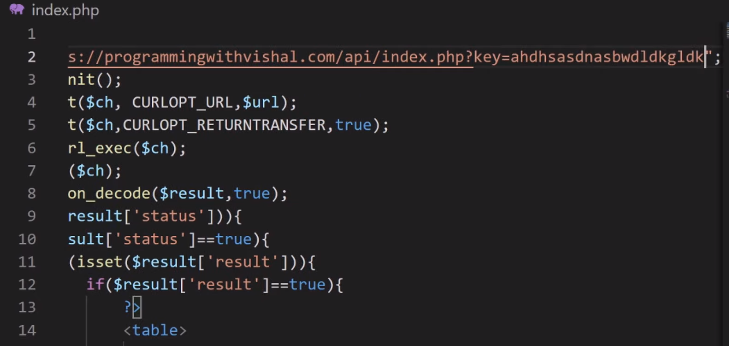 index.php
1
2 s://programmingwithvishal.com/api/index.php?key=ahdhsasdnasbwdldkgldk";
3 nit();
4 t($ch, CURLOPT_URL,$url);
5 t($ch,CURLOPT_RETURNTRANSFER,true);
6 rl_exec($ch);
7 ($ch);
8 on_decode($result,true);
9 result['status'])){
10 sult['status']==true){
11 (isset($result['result'])){
12 if($result['result']==true){
13 ?>
14 <table>